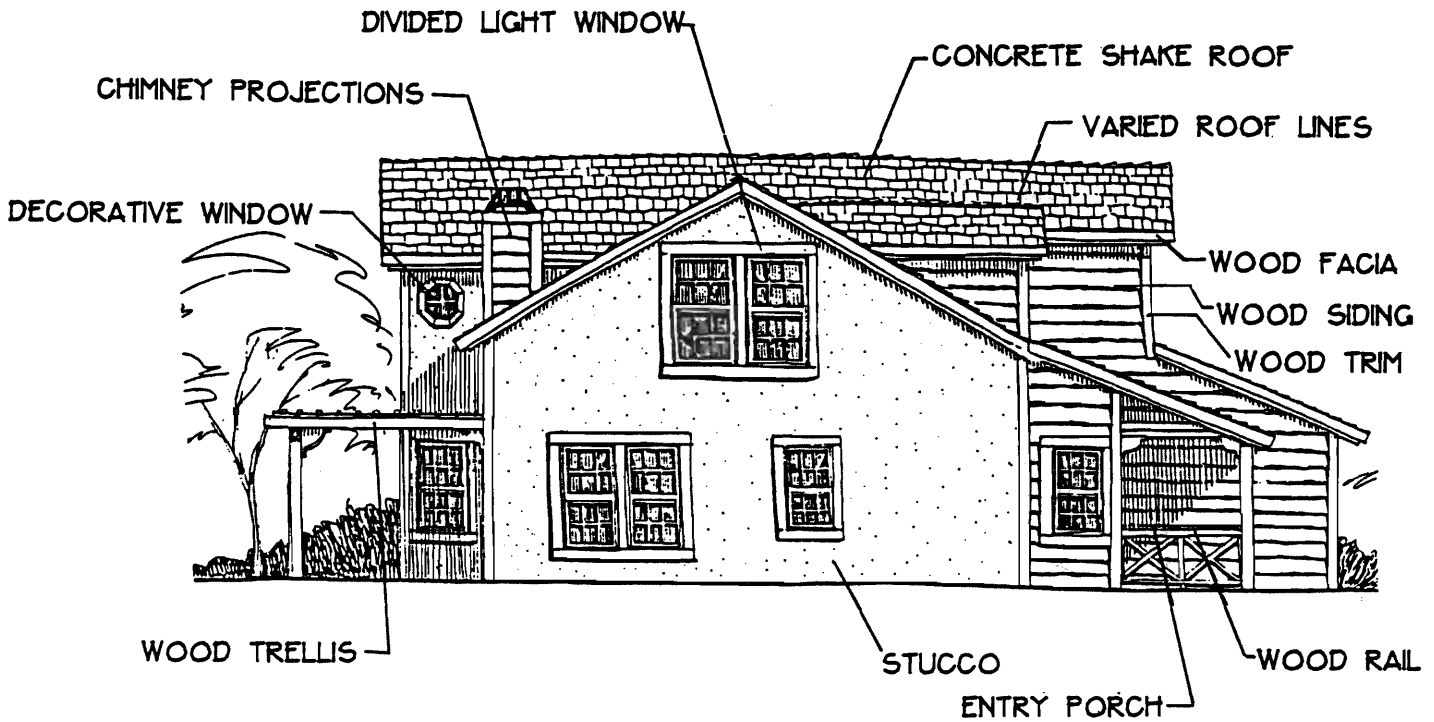 DIVIDED LIGHT WINDOW
CONCRETE SHAKE ROOF
CHIMNEY PROJECTIONS
VARIED ROOF LINES
DECORATIVE WINDOW
WOOD FACIA
WOOD SIDING
WOOD TRIM
WOOD TRELLIS
STUCCO
WOOD RAIL
ENTRY PORCH